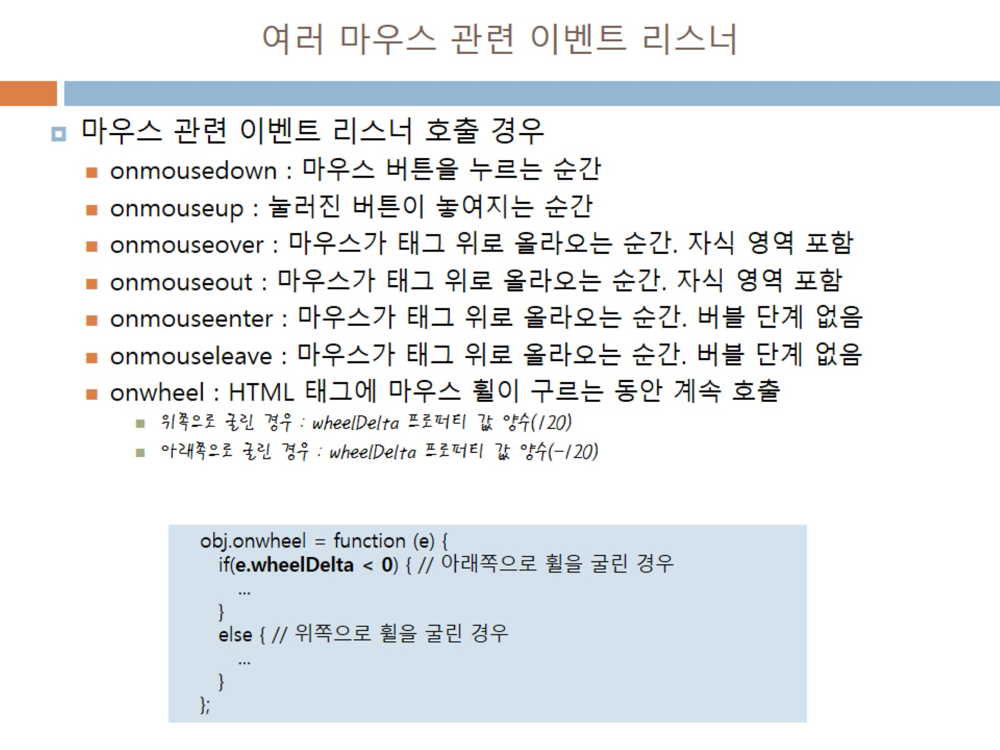 여러 마우스 관련 이벤트 리스너
마우스 관련 이벤트 리스너 호출 경우
onmousedown : 마우스 버튼을 누르는 순간
onmouseup : 눌러진 버튼이 놓여지는 순간
onmouseover : 마우스가 태그 위로 올라오는 순간. 자식 영역 포함
onmouseout : 마우스가 태그 위로 올라오는 순간. 자식 영역 포함
onmouseenter : 마우스가 태그 위로 올라오는 순간. 버블 단계 없음
onmouseleave : 마우스가 태그 위로 올라오는 순간. 버블 단계 없음
onwheel : HTML 태그에 마우스 휠이 구르는 동안 계속 호출
위쪽으로 굴린 경우 : wheelDelta 프로퍼티 값 양수(120)
아래쪽으로 굴린 경우 : wheelDelta 프로퍼티 값 양수(-120)
obj.onwheel = function (e) {
if(e.wheelDelta < 0) { // 아래쪽으로 휠을 굴린 경우
...
}
else { // 위쪽으로 휠을 굴린 경우
...
}
};